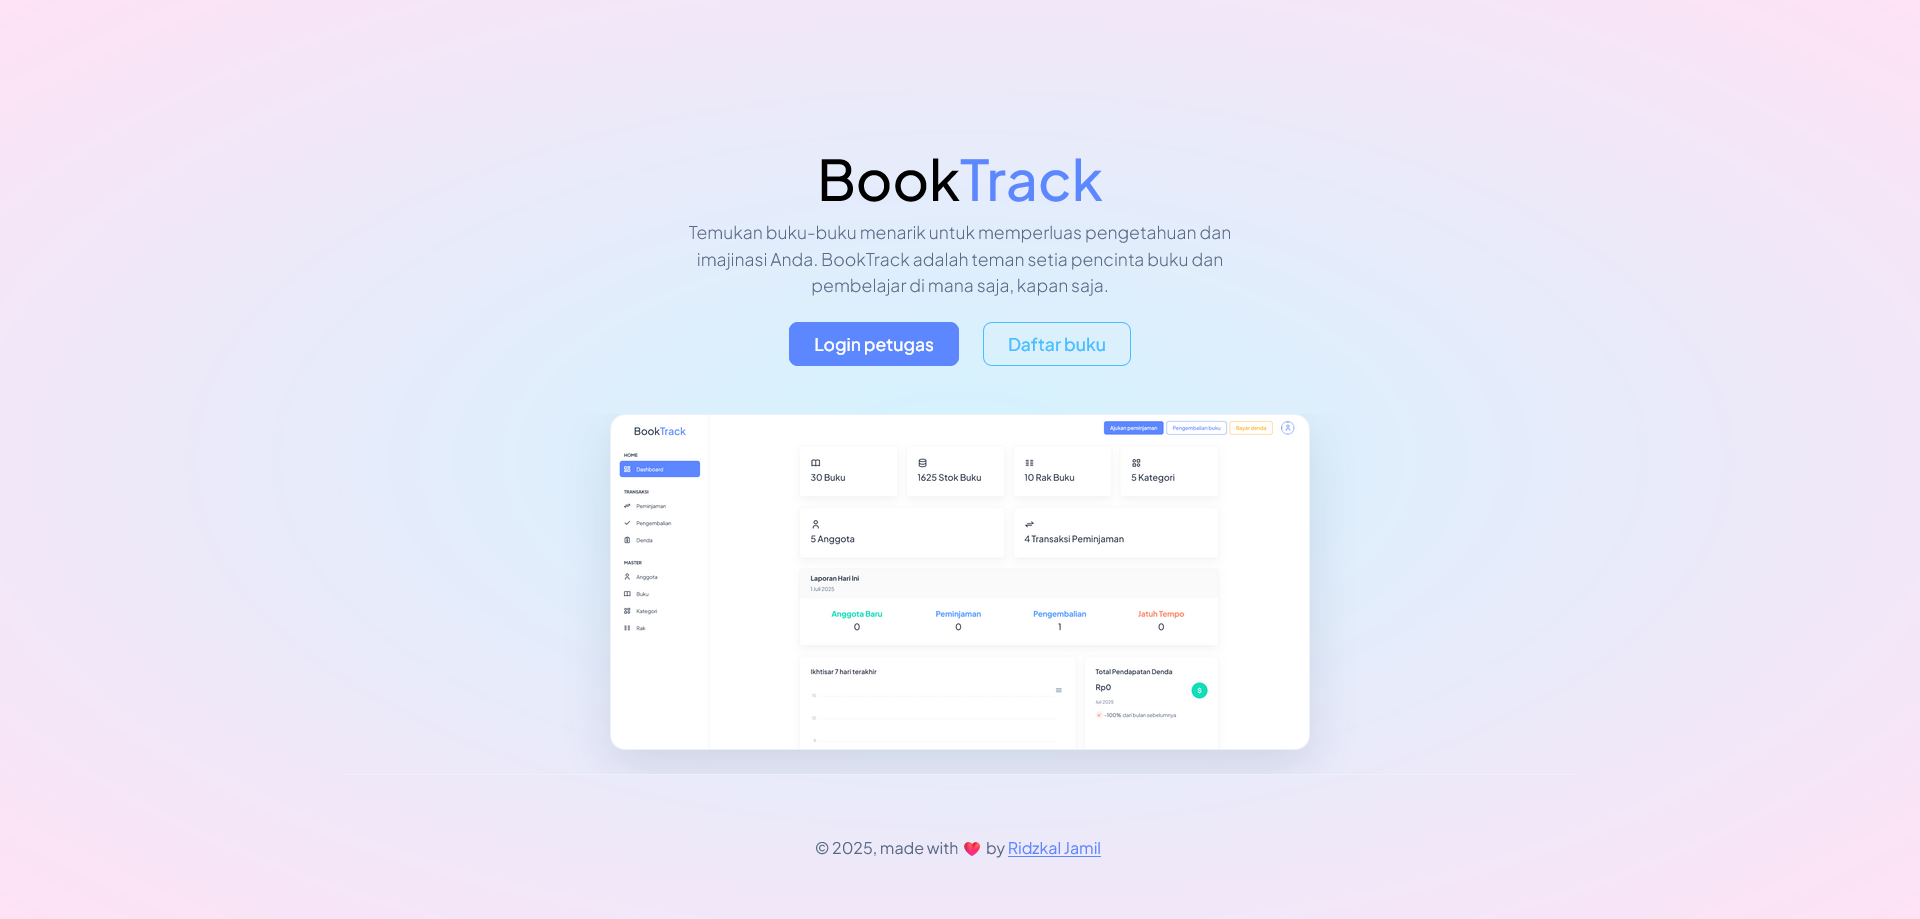 BookTrack
Temukan buku-buku menarik untuk memperluas pengetahuan dan
imajinasi Anda. BookTrack adalah teman setia pencinta buku dan
pembelajar di mana saja, kapan saja.
Login petugas
Daftar buku
BookTrack
Ajukan peminjaman
Pengembalian buku
Bayar denda
HOME
Dashboard
TRANSAKSI
Peminjaman
Pengembalian
Denda
MASTER
Anggota
Buku
Kategori
Rak
30 Buku
1625 Stok Buku
10 Rak Buku
5 Kategori
5 Anggota
4 Transaksi Peminjaman
Laporan Hari Ini
1 Juli 2025
Anggota Baru
0
Peminjaman
0
Pengembalian
1
Jatuh Tempo
0
Ikhtisar 7 hari terakhir
Total Pendapatan Denda
Rp0
Juli 2025
-100% dari bulan sebelumnya
© 2025, made with ❤️ by Ridzkal Jamil